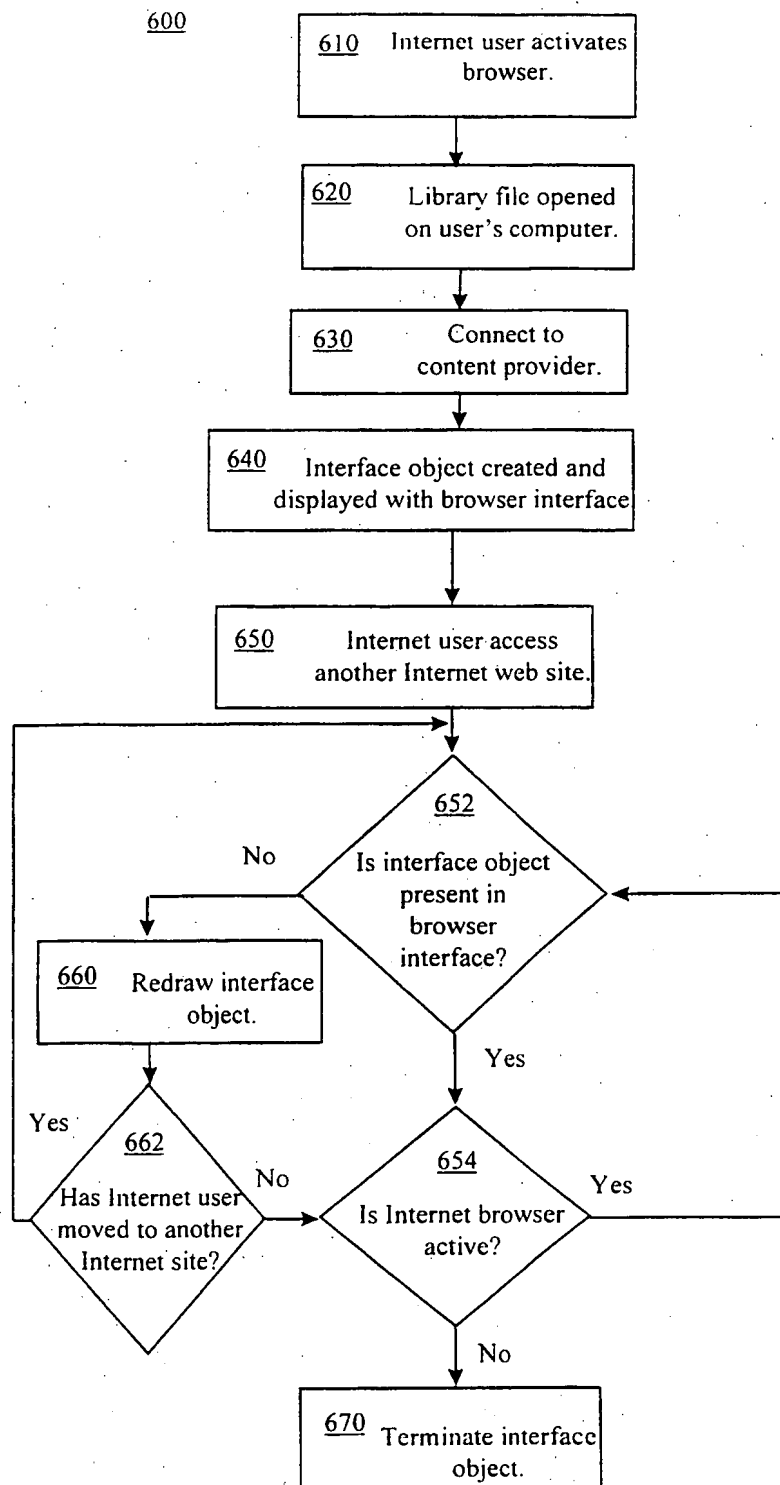 600
610 Internet user activates
browser.
620 Library file opened
on user's computer.
630 Connect to
content provider.
640 Interface object created and
displayed with browser interface
650 Internet user access
another Internet web site.
652
Is interface object
present in
browser
interface?
No
Yes
660 Redraw interface
object.
662
Has Internet user
moved to another
Internet site?
Yes
No
654
Is Internet browser
active?
Yes
No
670 Terminate interface
object.